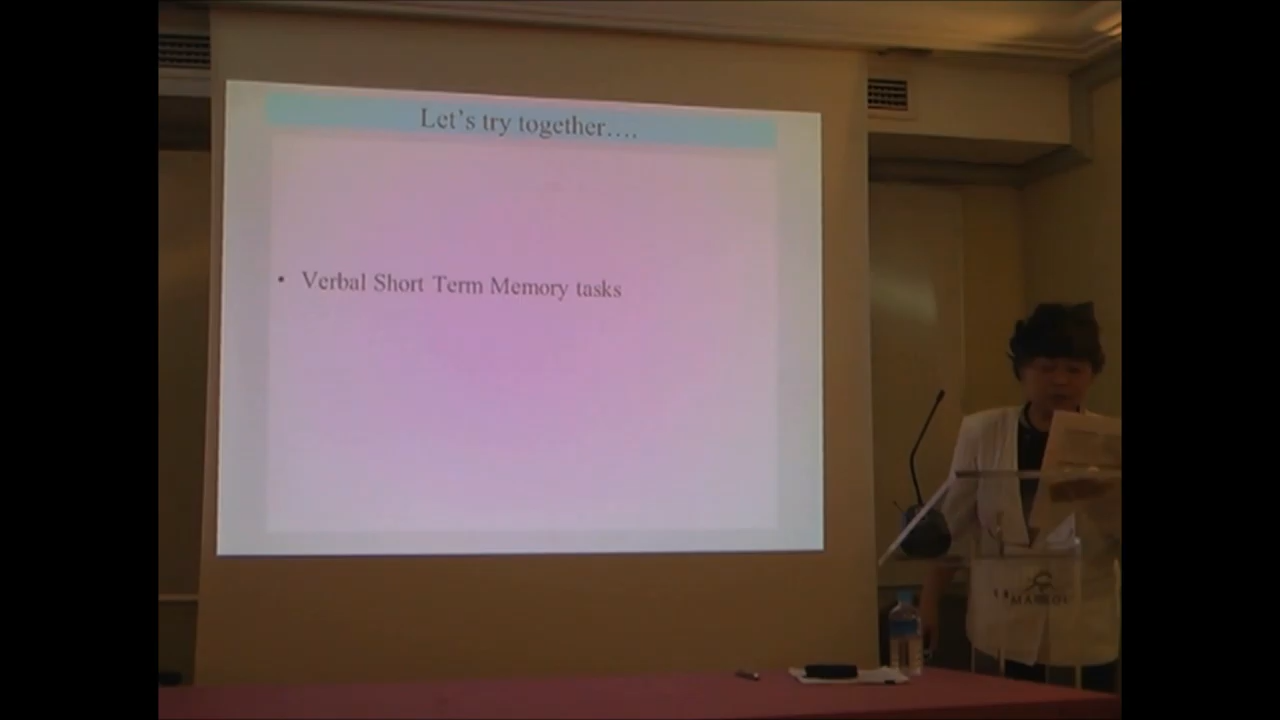 Let's try together….
• Verbal Short Term Memory tasks